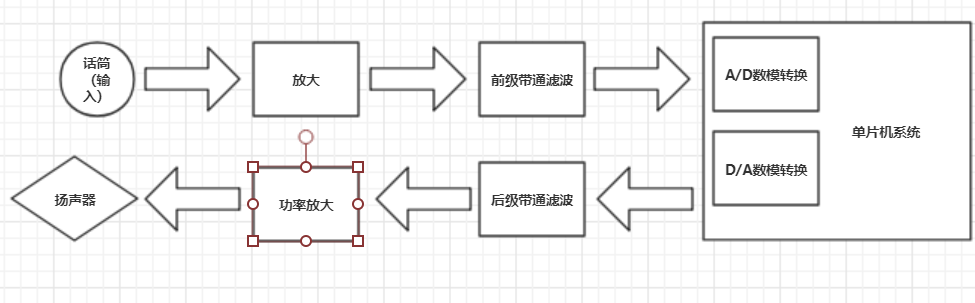 话筒
（输
入）
放大
前级带通滤波
A/D数模转换
单片机系统
D/A数模转换
扬声器
功率放大
后级带通滤波